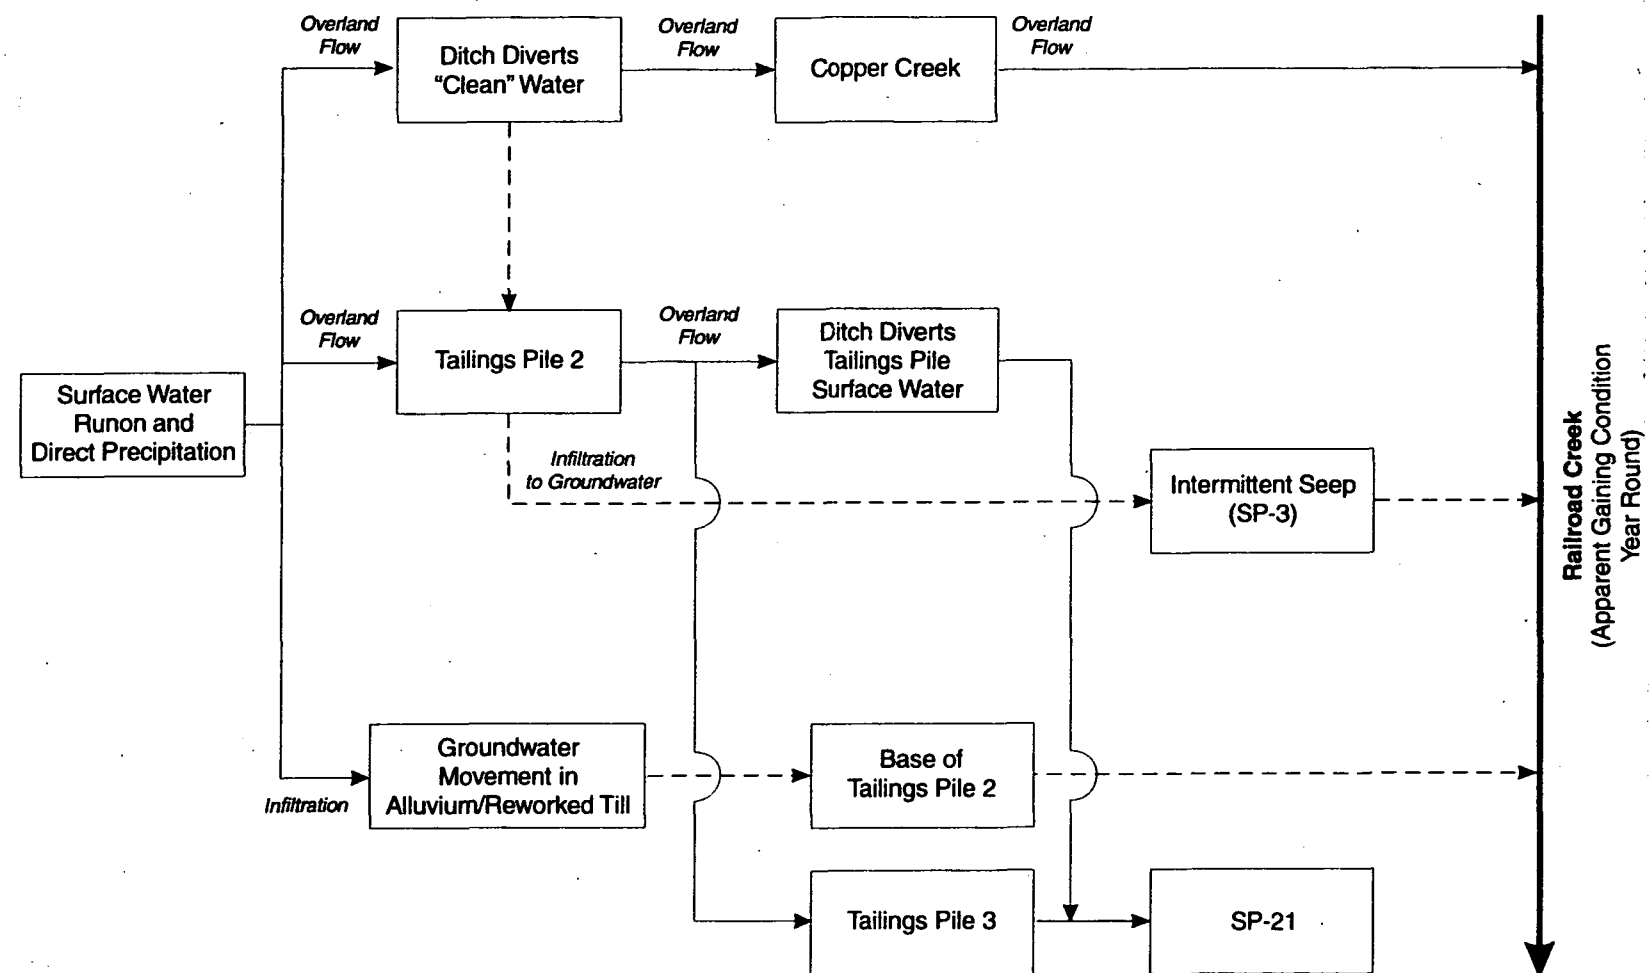 Overland
Flow
Ditch Diverts
“Clean” Water
Overland
Flow
Copper Creek
Overland
Flow
Overland
Flow
Tailings Pile 2
Overland
Flow
Ditch Diverts
Tailings Pile
Surface Water
Surface Water
Runon and
Direct Precipitation
Infiltration
to Groundwater
Intermittent Seep
(SP-3)
Railroad Creek
(Apparent Gaining Condition
Year Round)
Infiltration
Groundwater
Movement in
Alluvium/Reworked Till
Base of
Tailings Pile 2
Tailings Pile 3
SP-21